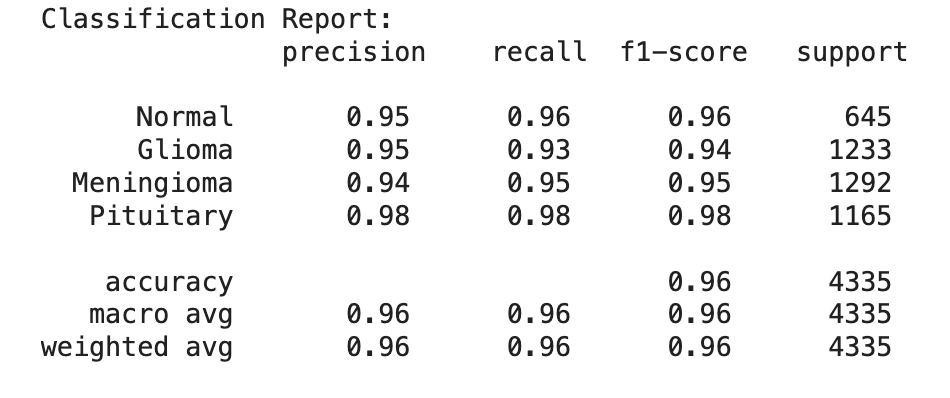 Classification Report:
precision recall f1-score support
Normal 0.95 0.96 0.96 645
Glioma 0.95 0.93 0.94 1233
Meningioma 0.94 0.95 0.95 1292
Pituitary 0.98 0.98 0.98 1165
accuracy 0.96 4335
macro avg 0.96 0.96 0.96 4335
weighted avg 0.96 0.96 0.96 4335